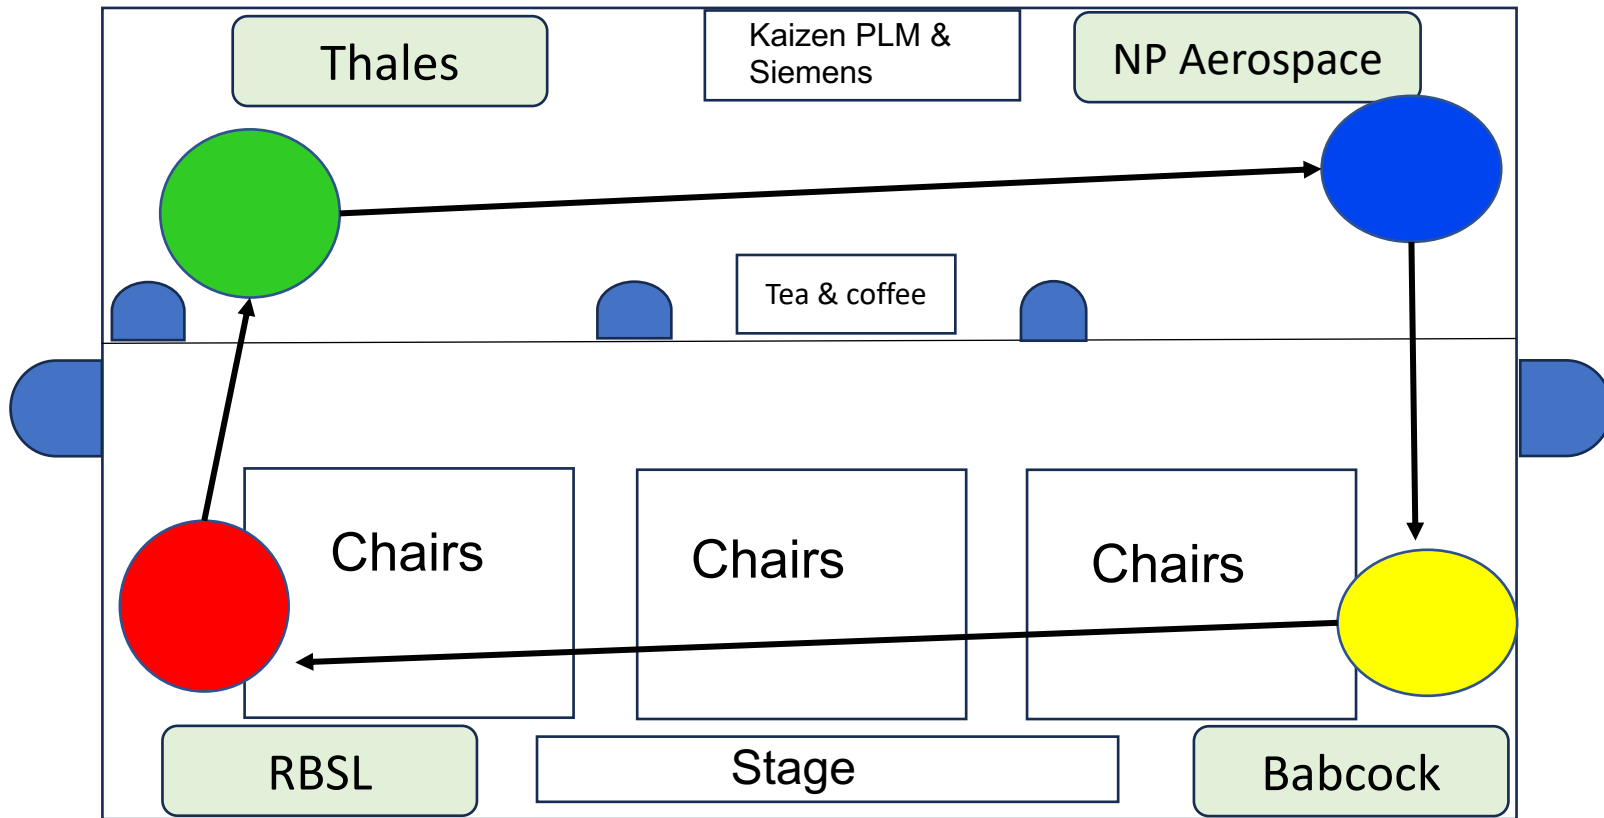 Thales
Kaizen PLM &
Siemens
NP Aerospace
Tea & coffee
Chairs
Chairs
Chairs
RBSL
Stage
Babcock